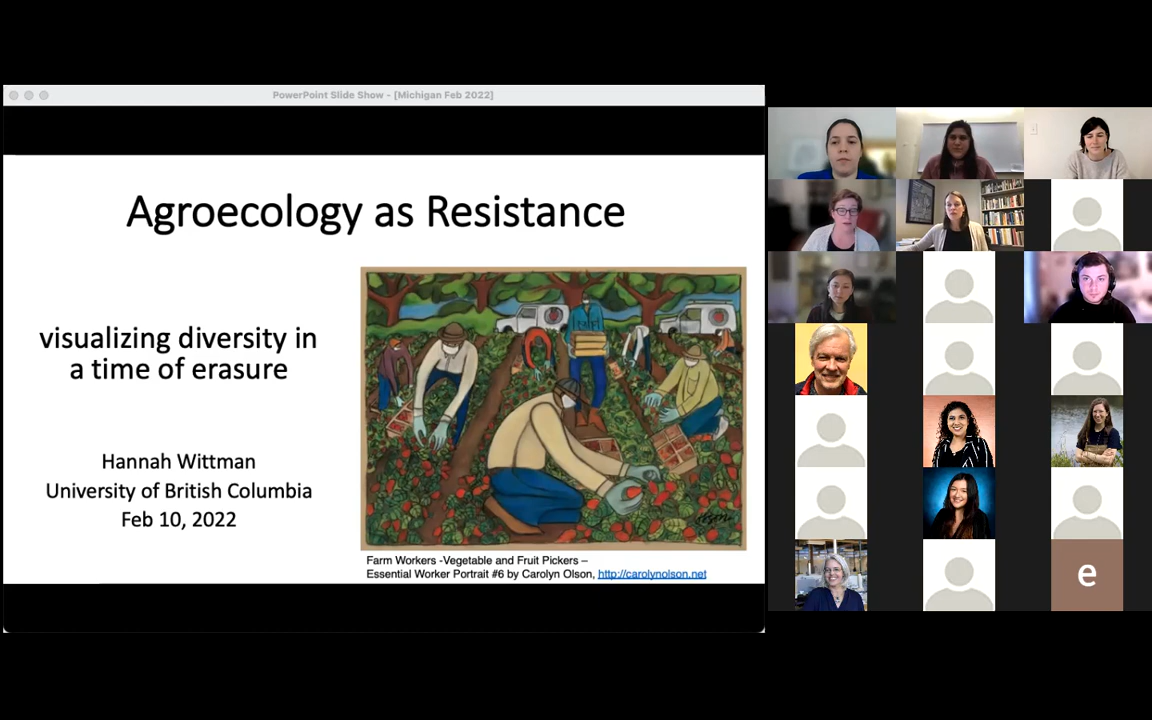 PowerPoint Slide Show - [Michigan Feb 2022]
Agroecology as Resistance
visualizing diversity in
a time of erasure
Hannah Wittman
University of British Columbia
Feb 10, 2022
Farm Workers -Vegetable and Fruit Pickers –
Essential Worker Portrait #6 by Carolyn Olson, http://carolynolson.net
e